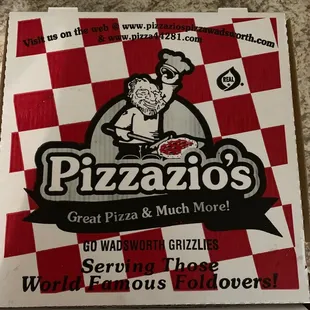 Visit us on the web @ www.pizzaziospizzawadsworth.com
& www.pizza44281.com
REAL
Pizzazio's
Great Pizza & Much More!
GO WADSWORTH GRIZZLIES
Serving Those
World Famous Foldovers!